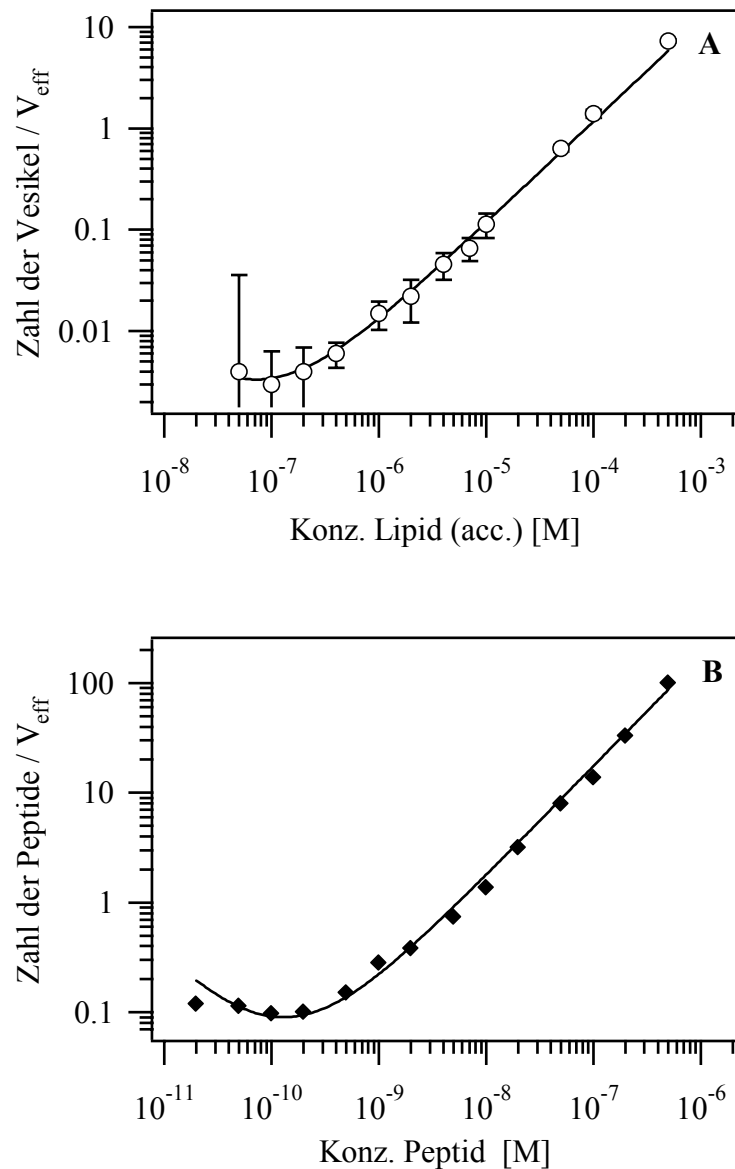 A
Zahl der Vesikel / V_eff
10
1
0.1
0.01
10^-8 10^-7 10^-6 10^-5 10^-4 10^-3
Konz. Lipid (acc.) [M]
B
Zahl der Peptide / V_eff
100
10
1
0.1
10^-11 10^-10 10^-9 10^-8 10^-7 10^-6
Konz. Peptid [M]